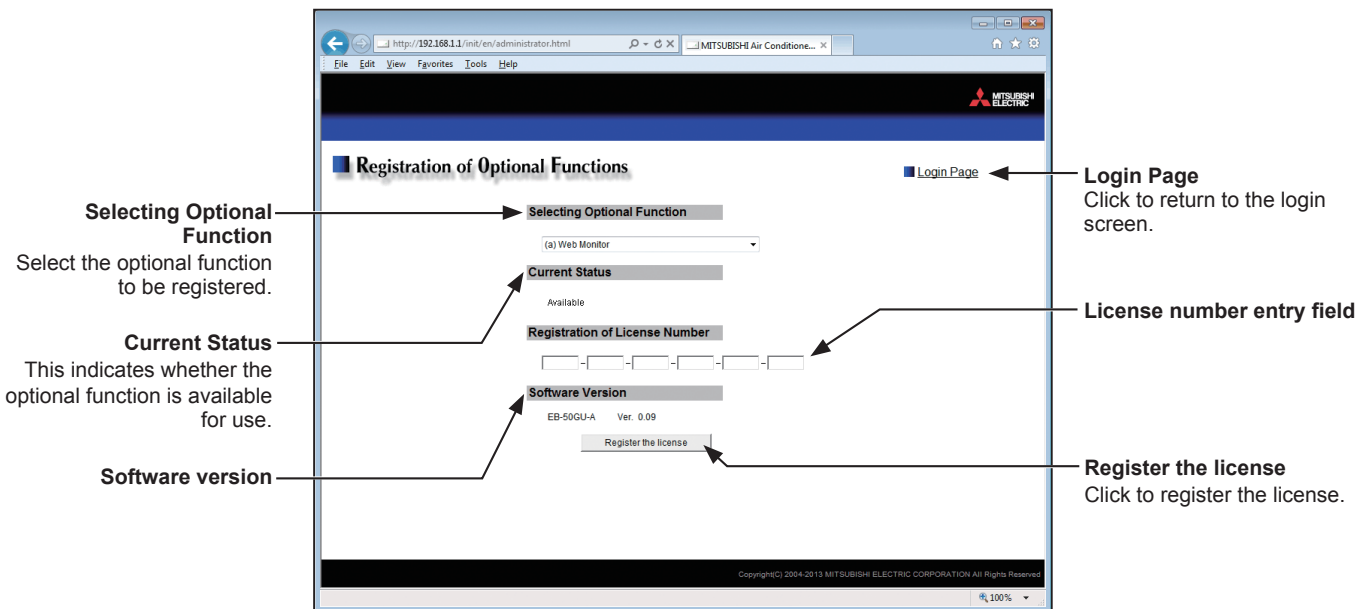 http://192.168.1.1/init/en/administrator.html
MITSUBISHI Air Conditione...
File Edit View Favorites Tools Help
MITSUBISHI
ELECTRIC
Registration of Optional Functions
Login Page
Selecting Optional Function
(a) Web Monitor
Current Status
Available
Registration of License Number
- - - - -
Software Version
EB-50GU-A Ver. 0.09
Register the license
Copyright(C) 2004-2013 MITSUBISHI ELECTRIC CORPORATION All Rights Reserved
100%
Selecting Optional
Function
Select the optional function
to be registered.
Current Status
This indicates whether the
optional function is available
for use.
Software version
Login Page
Click to return to the login
screen.
License number entry field
Register the license
Click to register the license.